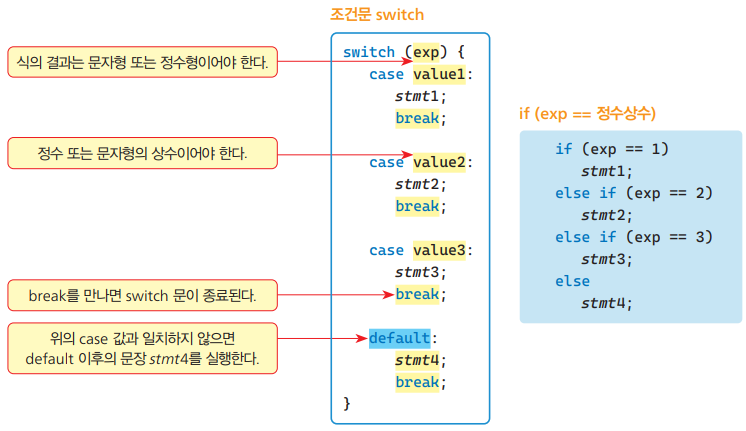 조건문 switch
식의 결과는 문자형 또는 정수형이어야 한다.
정수 또는 문자형의 상수이어야 한다.
break를 만나면 switch 문이 종료된다.
위의 case 값과 일치하지 않으면
default 이후의 문장 stmt4를 실행한다.
switch (exp) {
case value1:
stmt1;
break;
case value2:
stmt2;
break;
case value3:
stmt3;
break;
default:
stmt4;
break;
}
if (exp == 정수상수)
if (exp == 1)
stmt1;
else if (exp == 2)
stmt2;
else if (exp == 3)
stmt3;
else
stmt4;